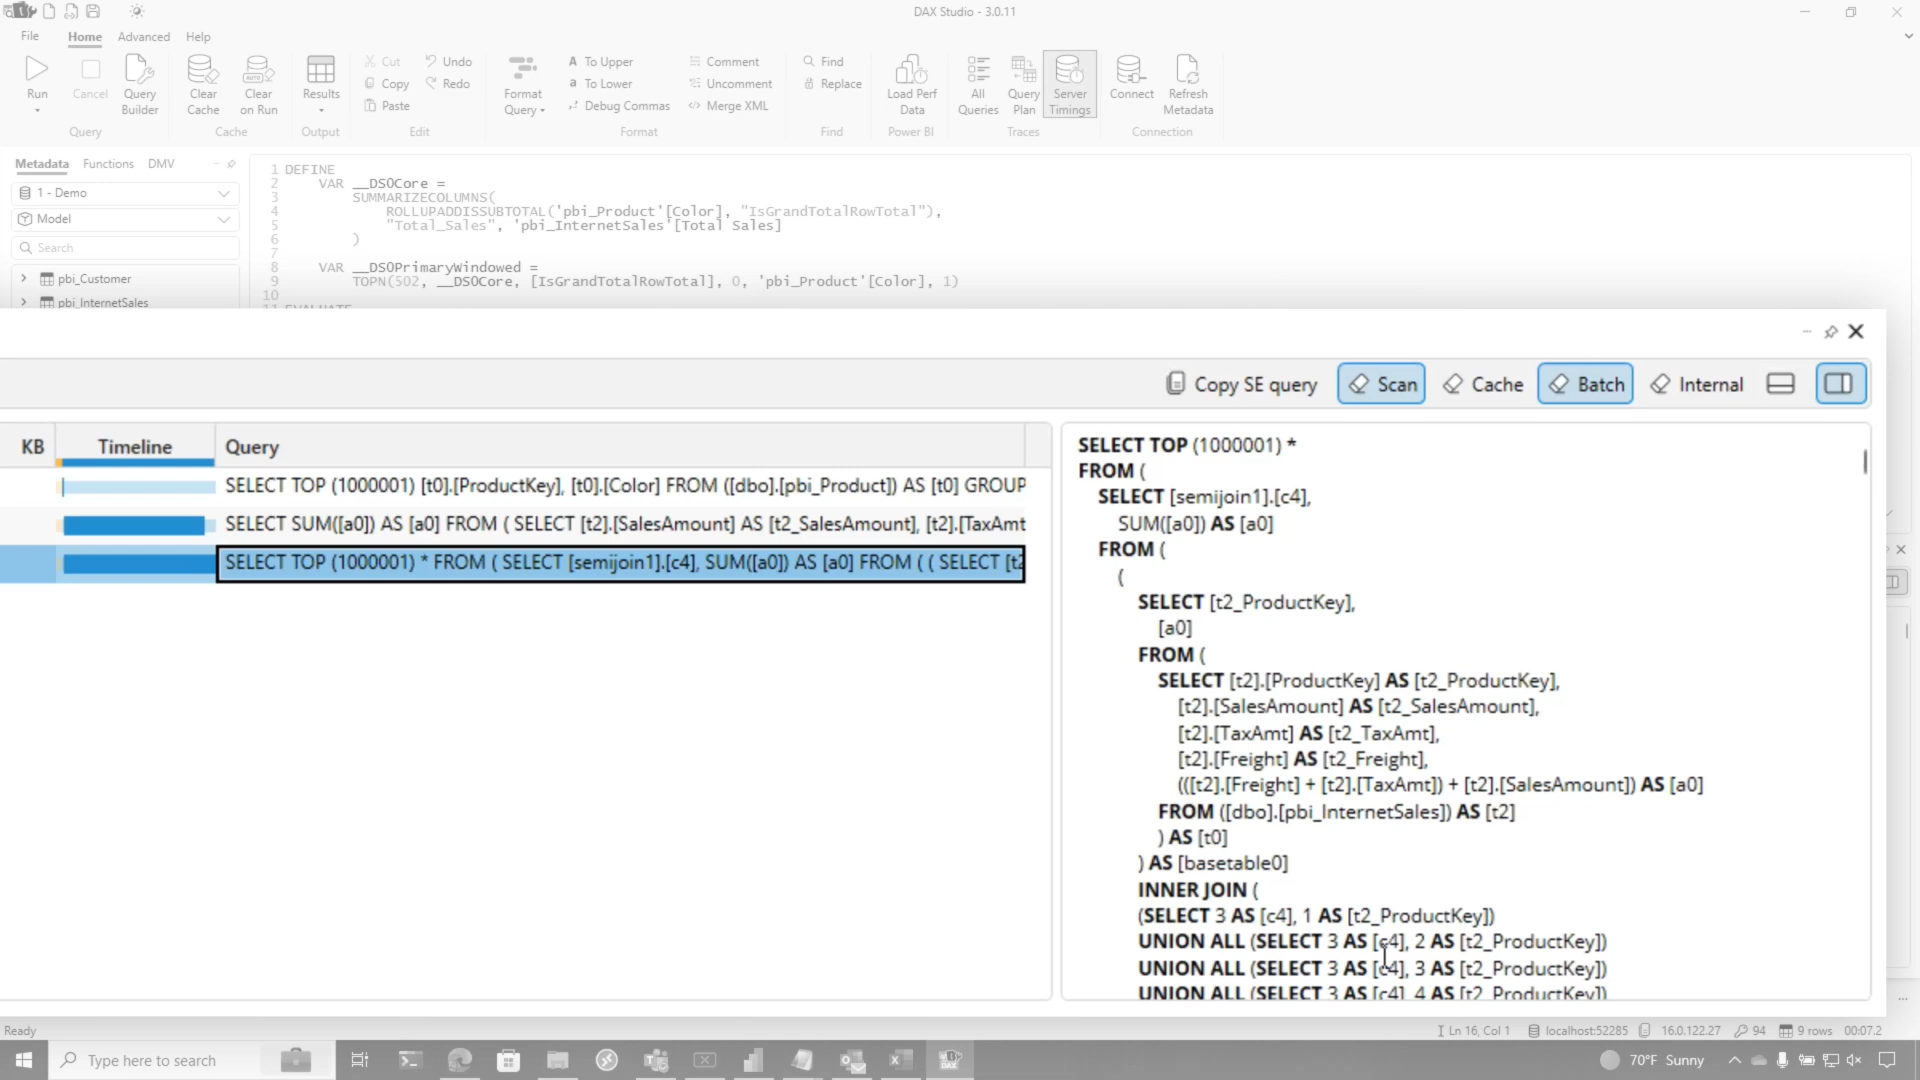 DAX Studio - 3.0.11
File Home Advanced Help
Run
Cancel
Query Builder
Clear Cache
Clear on Run
Results
Cut
Copy
Paste
Undo
Redo
Format Query
A To Upper
a To Lower
Debug Commas
Comment
Uncomment
Merge XML
Find
Replace
Load Perf Data
All Queries
Query Plan
Server Timings
Connect
Refresh Metadata
Query
Cache
Output
Edit
Format
Find
Power BI
Traces
Connection
Metadata Functions DMV
1 - Demo
Model
Search
pbi_Customer
pbi_InternetSales
1 DEFINE
2 VAR __DS0Core =
3 SUMMARIZECOLUMNS(
4 ROLLUPADDISSUBTOTAL('pbi_Product'[Color], "IsGrandTotalRowTotal"),
5 "Total_Sales", 'pbi_InternetSales'[Total Sales]
6 )
7
8 VAR __DS0PrimaryWindowed =
9 TOPN(502, __DS0Core, [IsGrandTotalRowTotal], 0, 'pbi_Product'[Color], 1)
10
11 EVALUATE
Copy SE query Scan Cache Batch Internal
KB Timeline Query
SELECT TOP (1000001) [t0].[ProductKey], [t0].[Color] FROM ([dbo].[pbi_Product]) AS [t0] GROUP
SELECT SUM([a0]) AS [a0] FROM ( SELECT [t2].[SalesAmount] AS [t2_SalesAmount], [t2].[TaxAmt
SELECT TOP (1000001) * FROM ( SELECT [semijoin1].[c4], SUM([a0]) AS [a0] FROM ( ( SELECT [t2
SELECT TOP (1000001) *
FROM (
SELECT [semijoin1].[c4],
SUM([a0]) AS [a0]
FROM (
(
SELECT [t2_ProductKey],
[a0]
FROM (
SELECT [t2].[ProductKey] AS [t2_ProductKey],
[t2].[SalesAmount] AS [t2_SalesAmount],
[t2].[TaxAmt] AS [t2_TaxAmt],
[t2].[Freight] AS [t2_Freight],
(([t2].[Freight] + [t2].[TaxAmt]) + [t2].[SalesAmount]) AS [a0]
FROM ([dbo].[pbi_InternetSales]) AS [t2]
) AS [t0]
) AS [basetable0]
INNER JOIN (
(SELECT 3 AS [c4], 1 AS [t2_ProductKey])
UNION ALL (SELECT 3 AS [c4], 2 AS [t2_ProductKey])
UNION ALL (SELECT 3 AS [c4], 3 AS [t2_ProductKey])
UNION ALL (SELECT 3 AS [c4], 4 AS [t2_ProductKey])
Ready Ln 16, Col 1 localhost:52285 16.0.122.27 94 9 rows 00:07.2
Type here to search 70°F Sunny